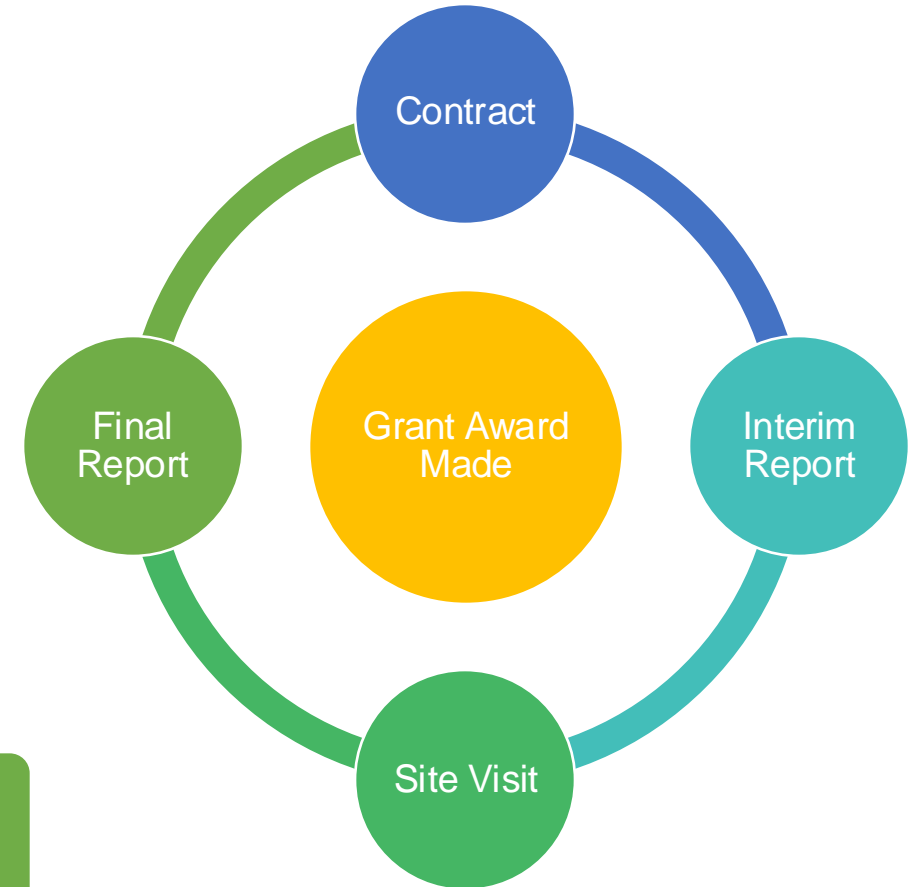 Contract
Final
Report
Grant Award
Made
Interim
Report
Site Visit